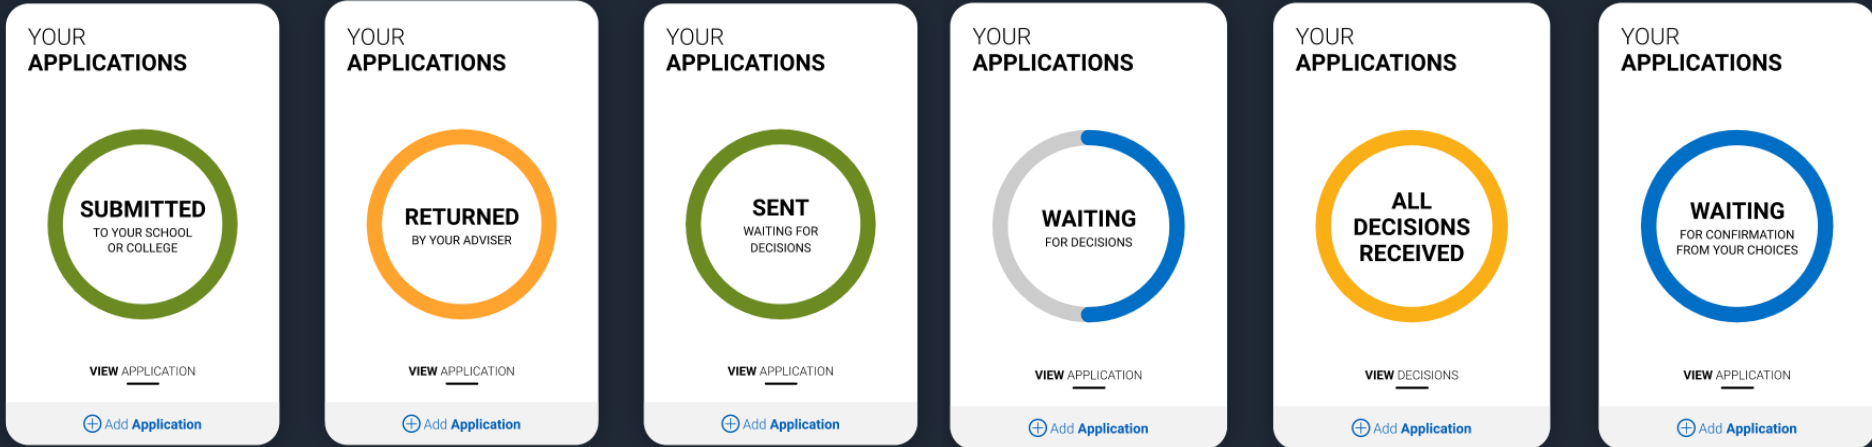 YOUR
APPLICATIONS
SUBMITTED
TO YOUR SCHOOL
OR COLLEGE
VIEW APPLICATION
Add Application
YOUR
APPLICATIONS
RETURNED
BY YOUR ADVISER
VIEW APPLICATION
Add Application
YOUR
APPLICATIONS
SENT
WAITING FOR
DECISIONS
VIEW APPLICATION
Add Application
YOUR
APPLICATIONS
WAITING
FOR DECISIONS
VIEW APPLICATION
Add Application
YOUR
APPLICATIONS
ALL
DECISIONS
RECEIVED
VIEW DECISIONS
Add Application
YOUR
APPLICATIONS
WAITING
FOR CONFIRMATION
FROM YOUR CHOICES
VIEW APPLICATION
Add Application